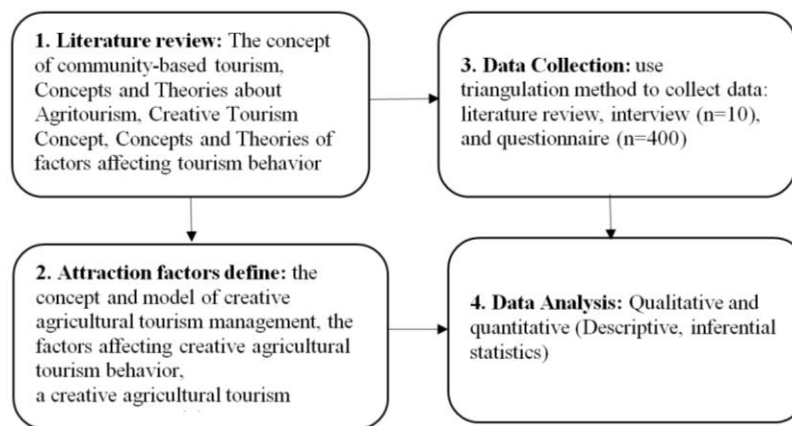 1. Literature review: The concept
of community-based tourism,
Concepts and Theories about
Agritourism, Creative Tourism
Concept, Concepts and Theories of
factors affecting tourism behavior
2. Attraction factors define: the
concept and model of creative
agricultural tourism management, the
factors affecting creative agricultural
tourism behavior,
a creative agricultural tourism
3. Data Collection: use
triangulation method to collect data:
literature review, interview (n=10),
and questionnaire (n=400)
4. Data Analysis: Qualitative and
quantitative (Descriptive, inferential
statistics)